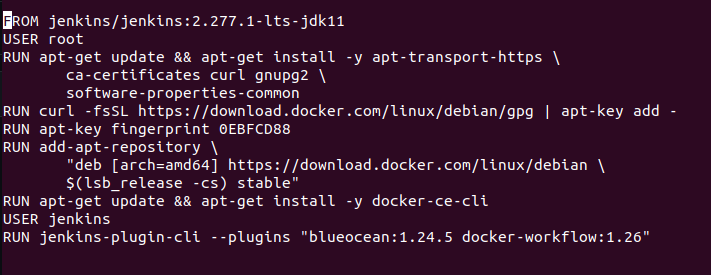 FROM jenkins/jenkins:2.277.1-lts-jdk11
USER root
RUN apt-get update && apt-get install -y apt-transport-https \
       ca-certificates curl gnupg2 \
       software-properties-common
RUN curl -fsSL https://download.docker.com/linux/debian/gpg | apt-key add -
RUN apt-key fingerprint 0EBFCD88
RUN add-apt-repository \
       "deb [arch=amd64] https://download.docker.com/linux/debian \
       $(lsb_release -cs) stable"
RUN apt-get update && apt-get install -y docker-ce-cli
USER jenkins
RUN jenkins-plugin-cli --plugins "blueocean:1.24.5 docker-workflow:1.26"